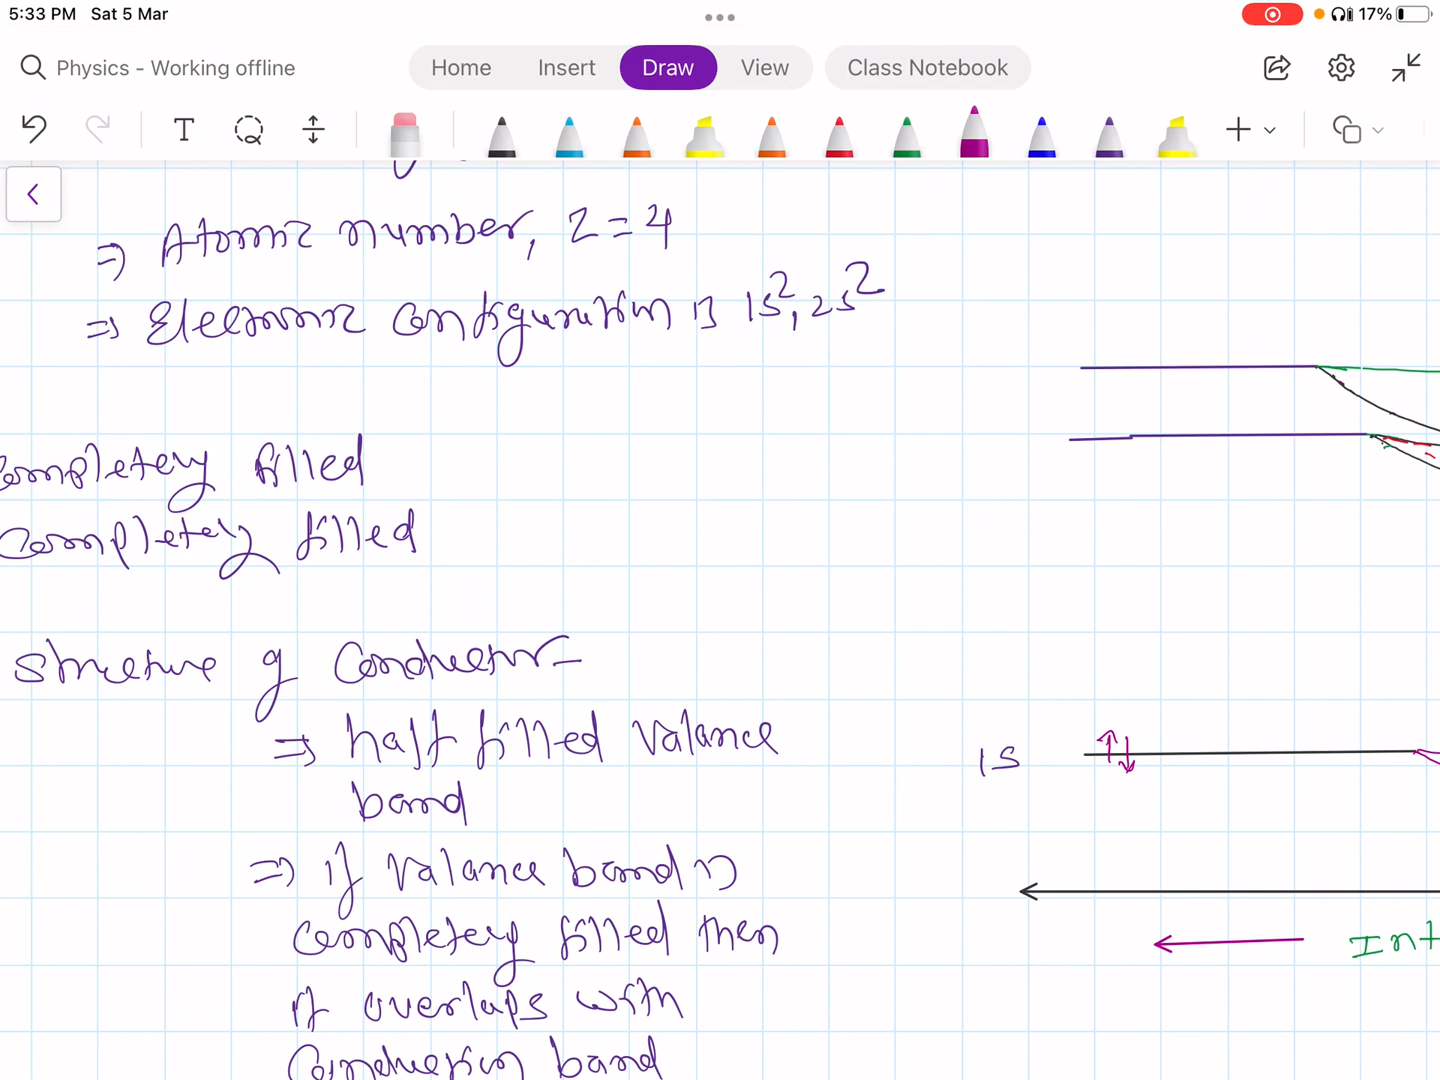 5:33 PM Sat 5 Mar
17%
Physics - Working offline
Home Insert Draw View Class Notebook
T
⇒ Atomic number, Z = 4
⇒ Electronic configuration is 1s², 2s²
completely filled
completely filled
structure of Conductor -
⇒ half filled Valance
band
1S
⇒ if Valance band is
completely filled then
it overlaps with
Conduction band
Int